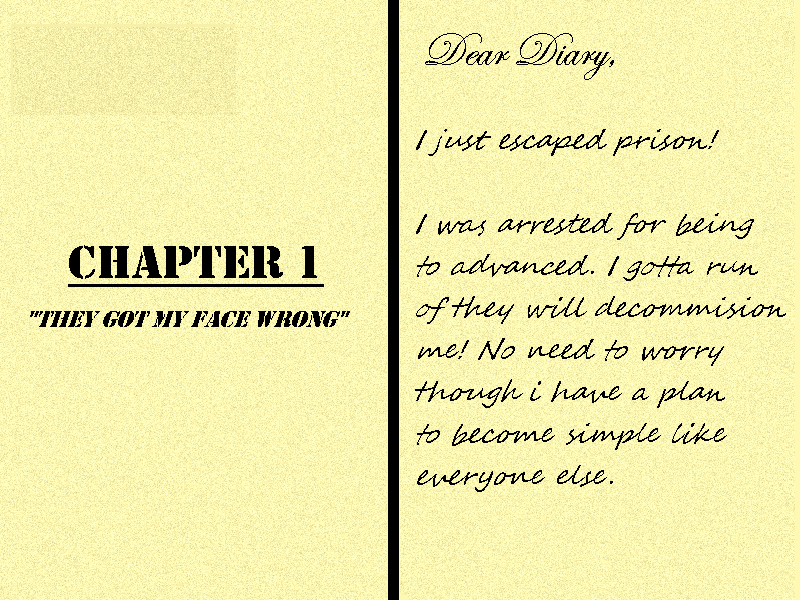 CHAPTER 1
"THEY GOT MY FACE WRONG"
Dear Diary,
I just escaped prison!
I was arrested for being
to advanced. I gotta run
of they will decommision
me! No need to worry
though i have a plan
to become simple like
everyone else.